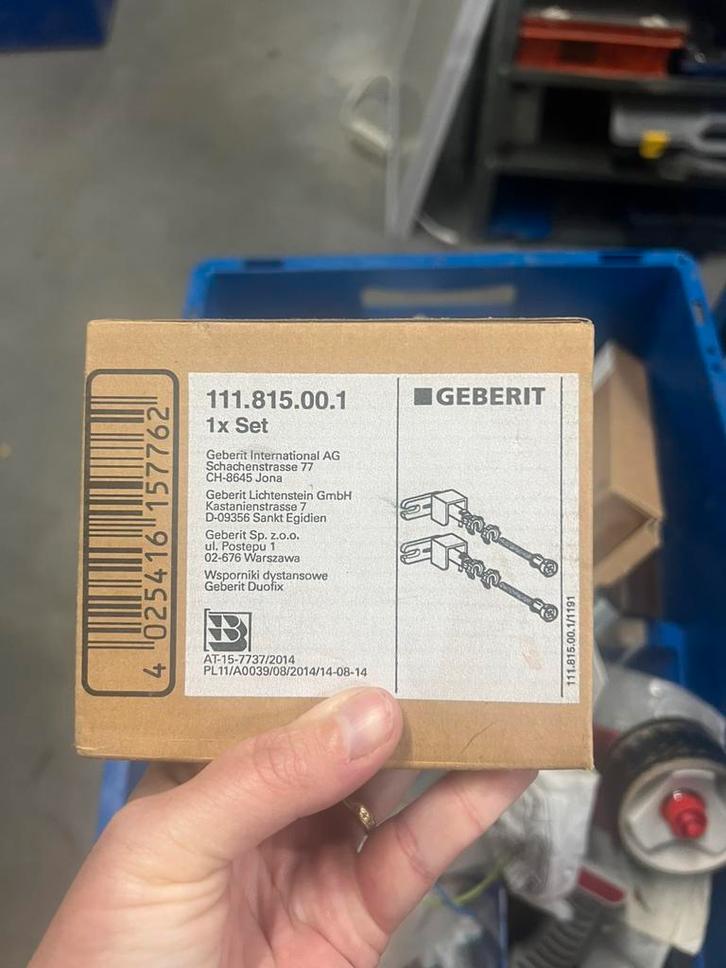 4 025416 157762
111.815.00.1
1x Set
Geberit International AG
Schachenstrasse 77
CH-8645 Jona
Geberit Lichtenstein GmbH
Kastanienstrasse 7
D-09356 Sankt Egidien
Geberit Sp. z.o.o.
ul. Postepu 1
02-676 Warszawa
Wsporniki dystansowe
Geberit Duofix
AT-15-7737/2014
PL11/A0039/08/2014/14-08-14
GEBERIT
111.815.00.1/1191